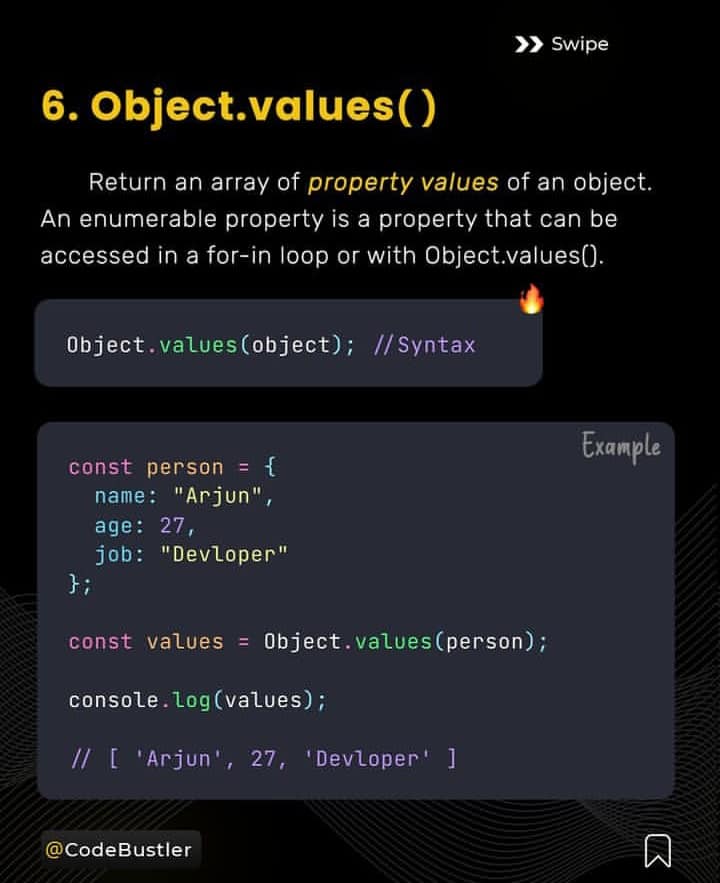 Swipe
6. Object.values()
Return an array of property values of an object.
An enumerable property is a property that can be
accessed in a for-in loop or with Object.values().
Object.values(object); //Syntax
Example
const person = {
  name: "Arjun",
  age: 27,
  job: "Devloper"
};
const values = Object.values(person);
console.log(values);
// [ 'Arjun', 27, 'Devloper' ]
@CodeBustler